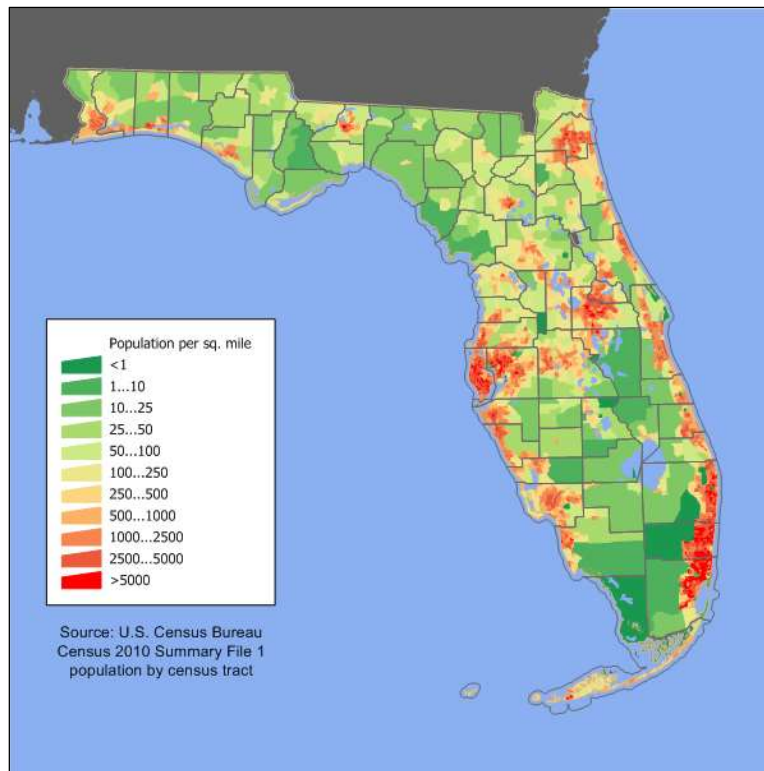 Population per sq. mile
<1
1...10
10...25
25...50
50...100
100...250
250...500
500...1000
1000...2500
2500...5000
>5000
Source: U.S. Census Bureau
Census 2010 Summary File 1
population by census tract